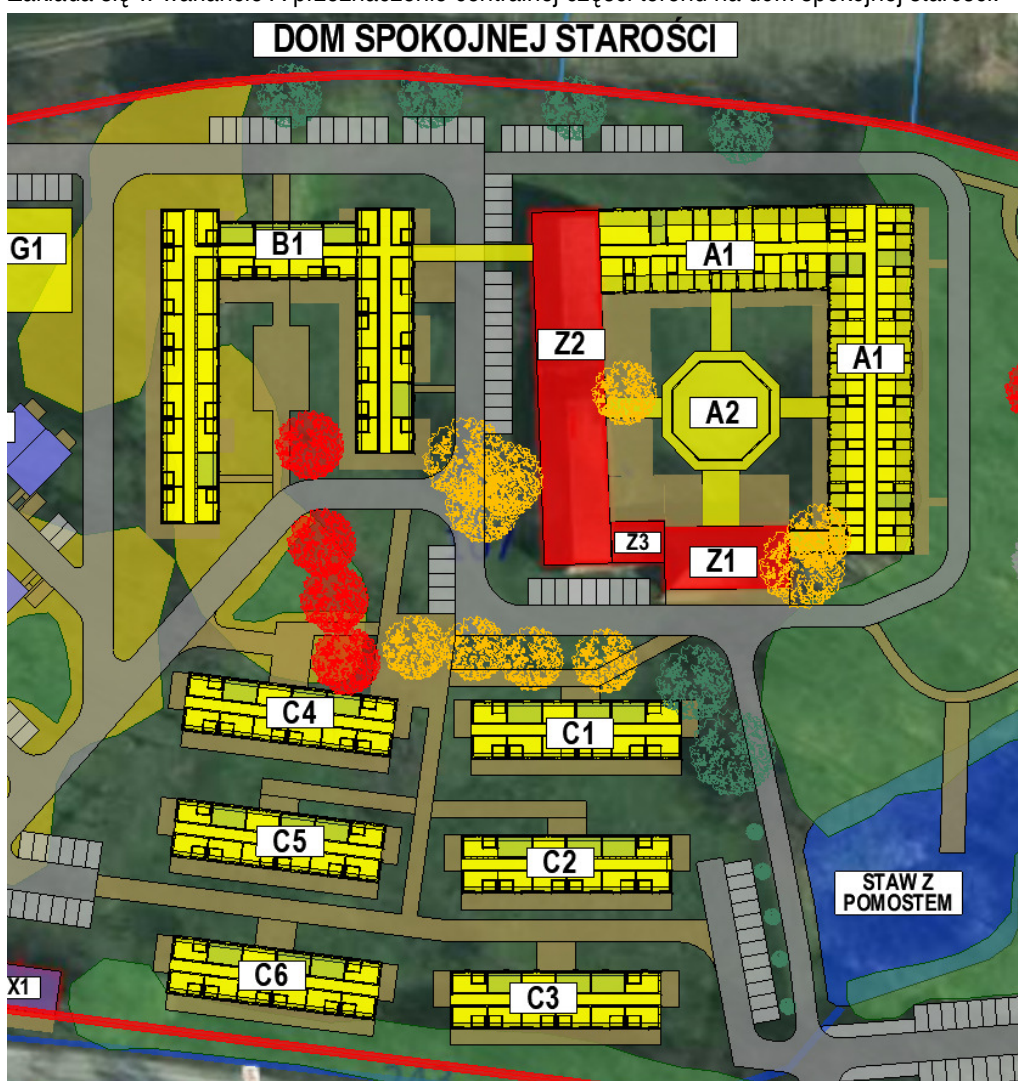 DOM SPOKOJNEJ STAROŚCI
G1
B1
A1
Z2
A1
A2
Z3
Z1
C4
C1
C5
C2
STAW Z
POMOSTEM
C6
X1
C3